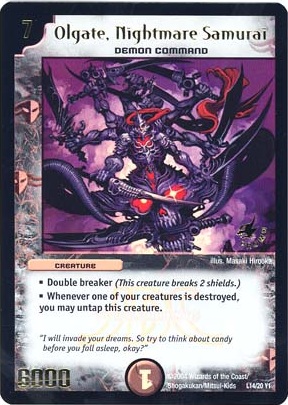 7
Olgate, Nightmare Samurai
DEMON COMMAND
illus. Masaki Hirooka
CREATURE
▪ Double breaker (This creature breaks 2 shields.)
▪ Whenever one of your creatures is destroyed,
you may untap this creature.
"I will invade your dreams. So try to think about candy
before you fall asleep, okay?"
6000
1
©2004 Wizards of the Coast/
Shogakukan/Mitsui-Kids
L14/20 Y1